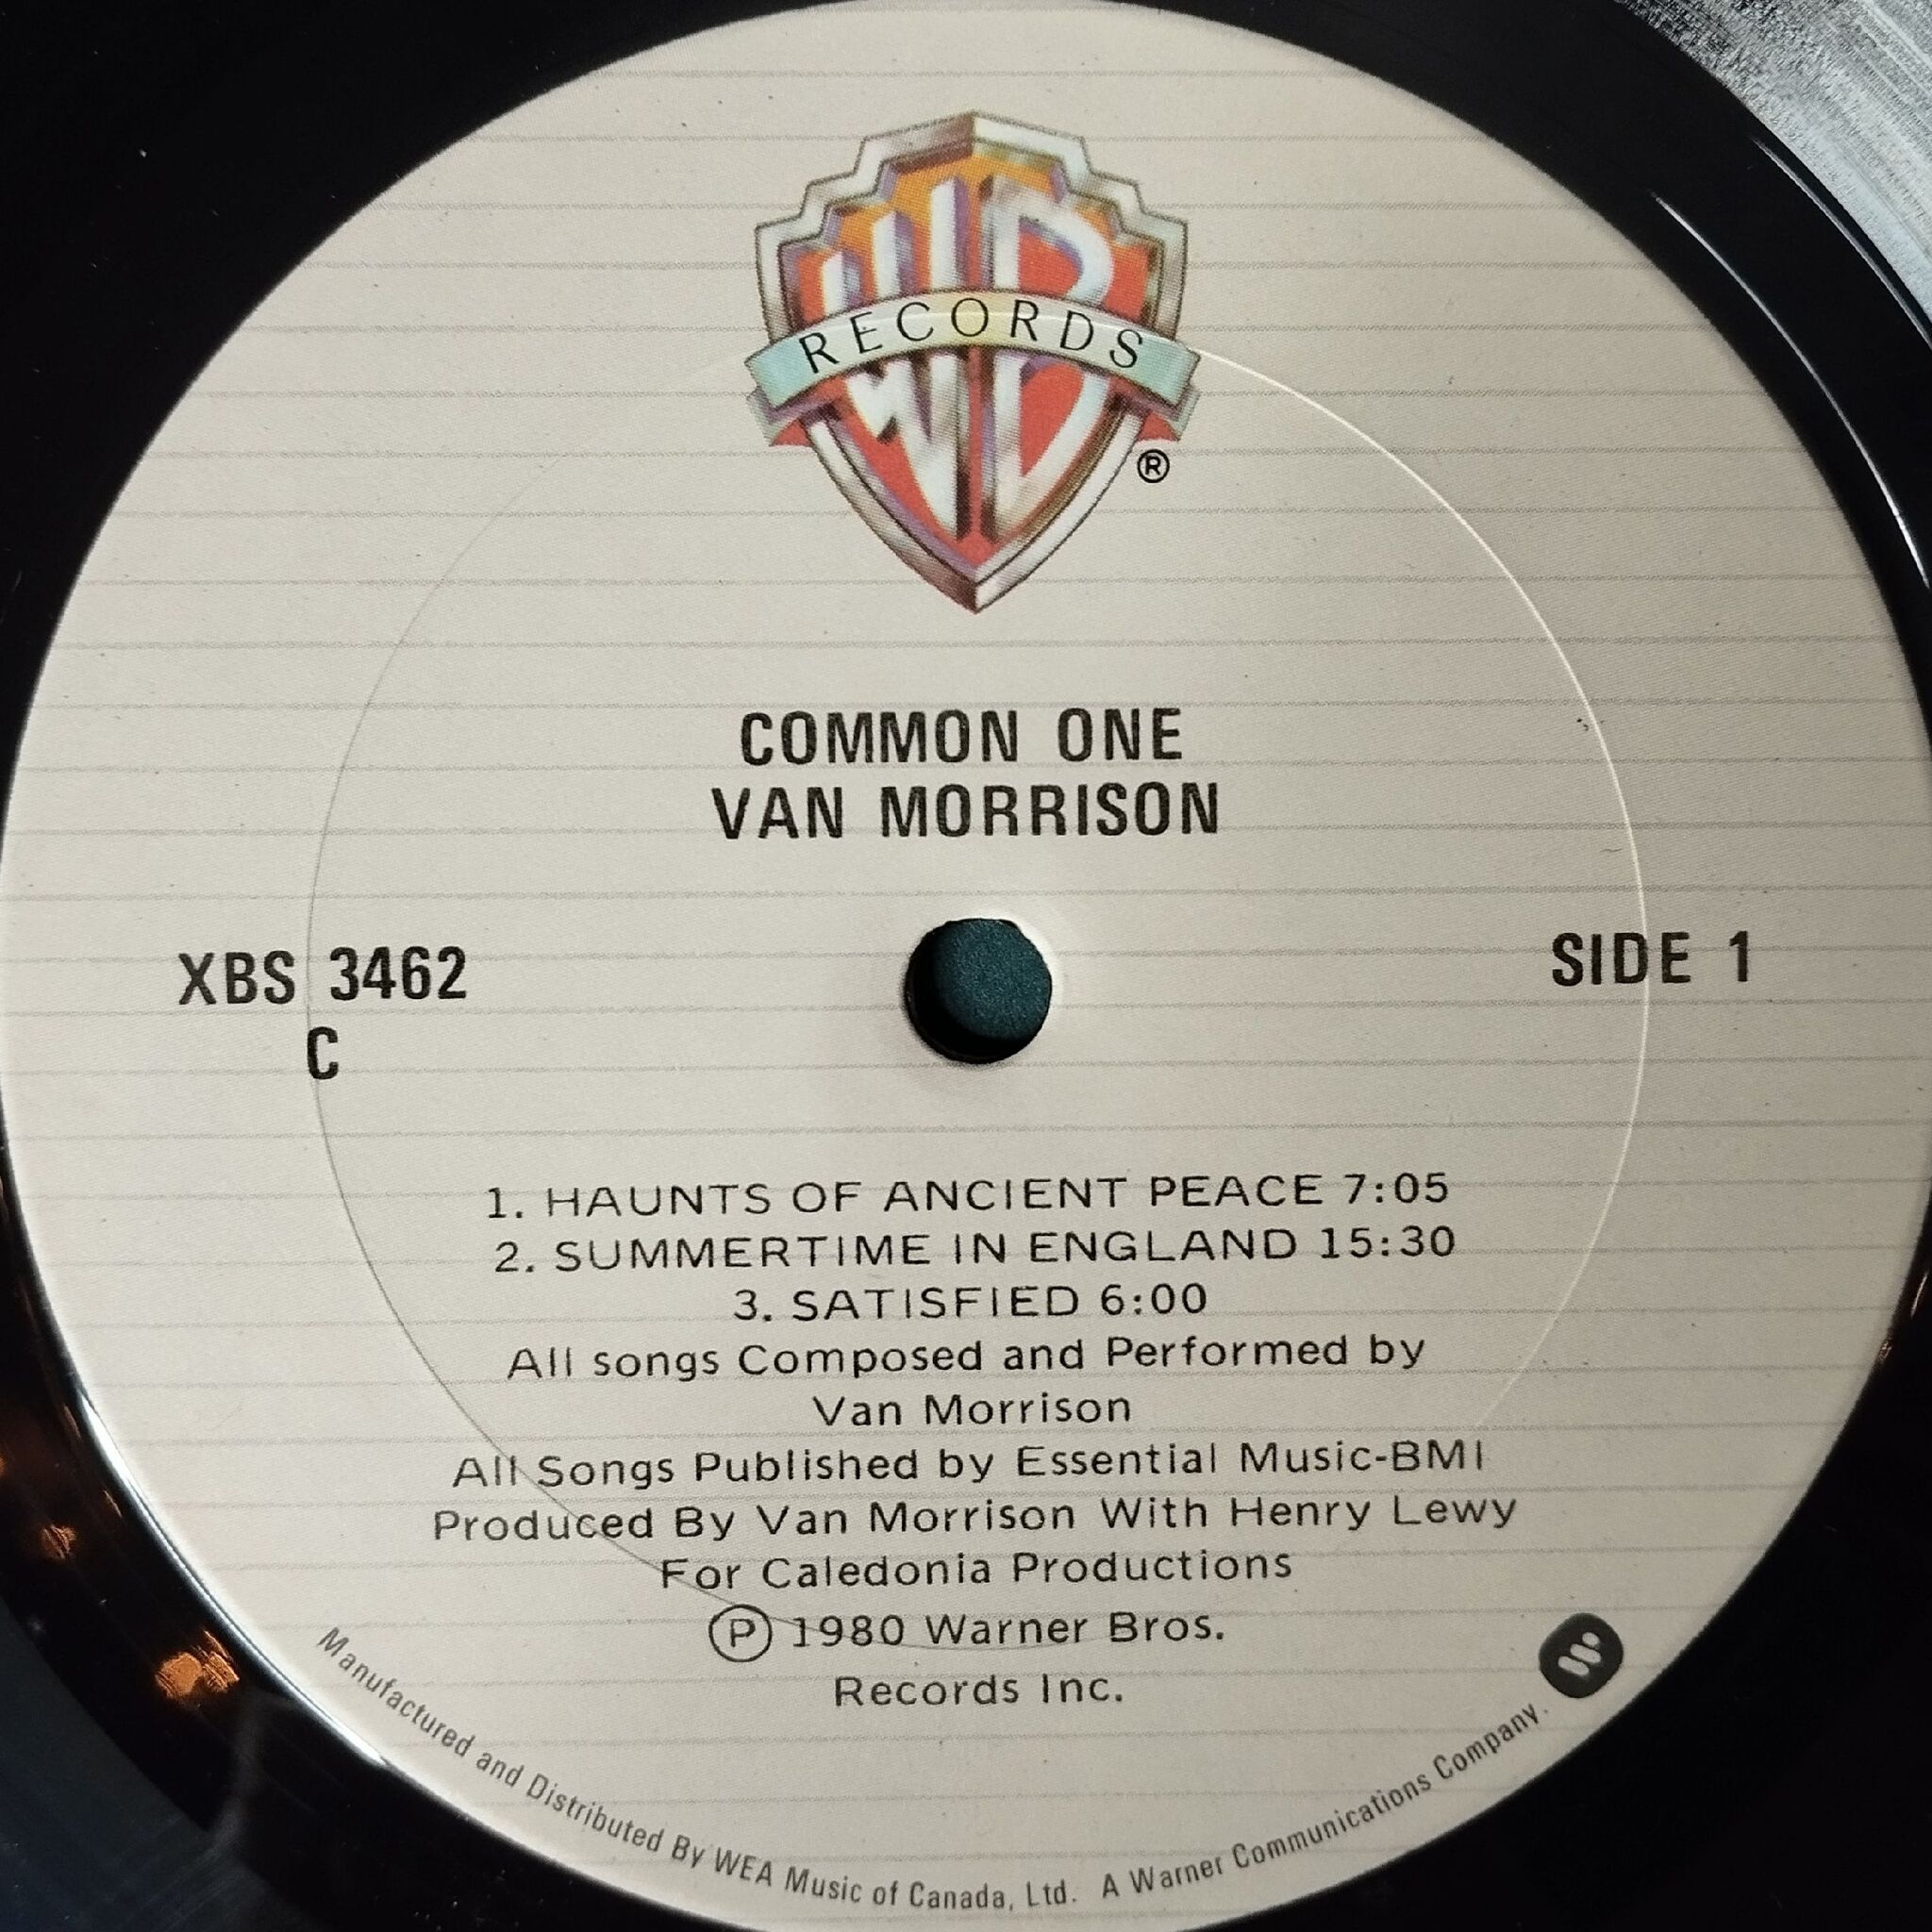 WB
RECORDS
®
COMMON ONE
VAN MORRISON
XBS 3462
C
SIDE 1
1. HAUNTS OF ANCIENT PEACE 7:05
2. SUMMERTIME IN ENGLAND 15:30
3. SATISFIED 6:00
All songs Composed and Performed by
Van Morrison
All Songs Published by Essential Music-BMI
Produced By Van Morrison With Henry Lewy
For Caledonia Productions
Ⓟ 1980 Warner Bros.
Records Inc.
Manufactured and Distributed By WEA Music of Canada, Ltd. A Warner Communications Company.